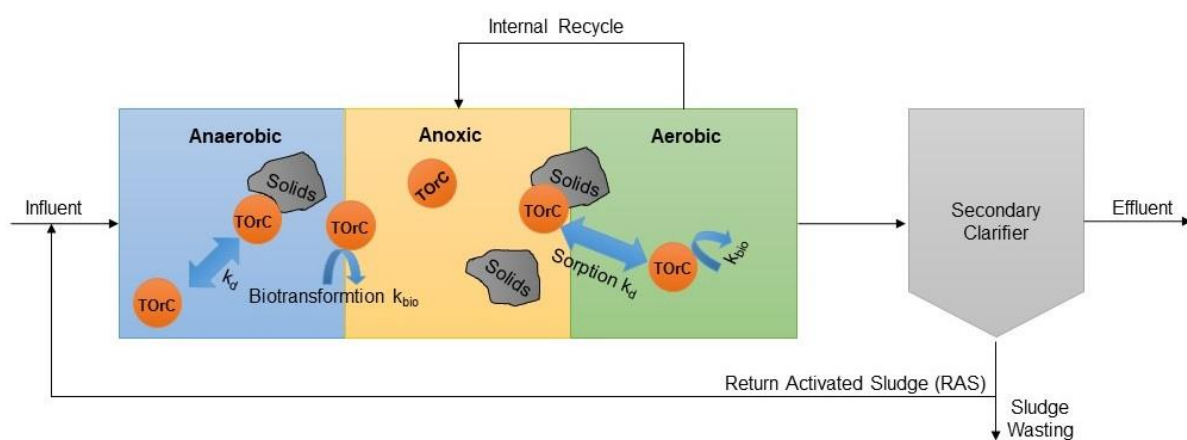 Internal Recycle
Anaerobic
Anoxic
Aerobic
Solids
TOrC
Solids
Influent
TOrC
TOrC
TOrC
Secondary
Clarifier
Effluent
k_d
Solids
Sorption k_d
TOrC
k_bio
TOrC
Biotransformtion k_bio
Return Activated Sludge (RAS)
Sludge
Wasting